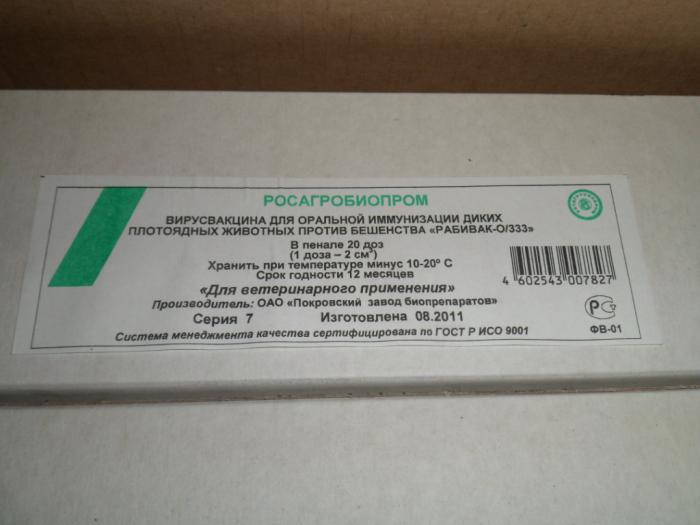 РОСАГРОБИОПРОМ
ВИРУСВАКЦИНА ДЛЯ ОРАЛЬНОЙ ИММУНИЗАЦИИ ДИКИХ
ПЛОТОЯДНЫХ ЖИВОТНЫХ ПРОТИВ БЕШЕНСТВА «РАБИВАК-О/333»
В пенале 20 доз
(1 доза – 2 см³)
Хранить при температуре минус 10-20° С
Срок годности 12 месяцев
«Для ветеринарного применения»
Производитель: ОАО «Покровский завод биопрепаратов»
Серия 7 Изготовлена 08.2011
Система менеджмента качества сертифицирована по ГОСТ Р ИСО 9001
4 602543 007827
РС
ФВ-01